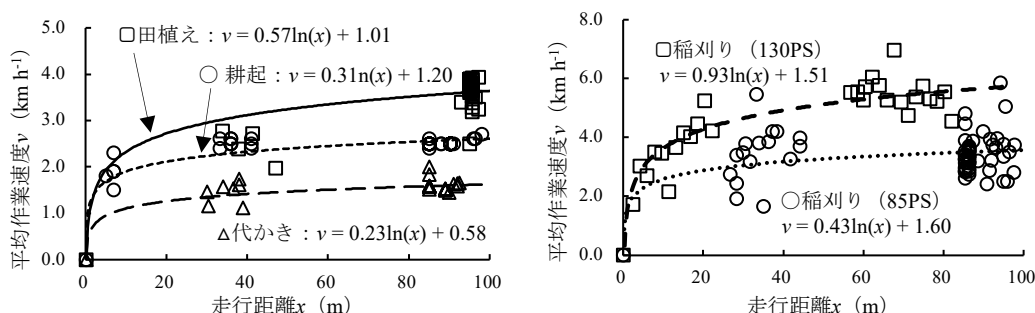 5.0
4.0
3.0
2.0
1.0
0.0
平均作業速度v (km h⁻¹)
□田植え：v = 0.57ln(x) + 1.01
○ 耕起：v = 0.31n(x) + 1.20
△代かき：v = 0.23ln(x) + 0.58
0 20 40 60 80 100
走行距離x（m）
8.0
6.0
4.0
2.0
0.0
平均作業速度v（km h⁻¹）
□稲刈り（130PS）
v = 0.93ln(x) + 1.51
○稲刈り（85PS）
v = 0.43ln(x) + 1.60
0 20 40 60 80 100
走行距離x（m）